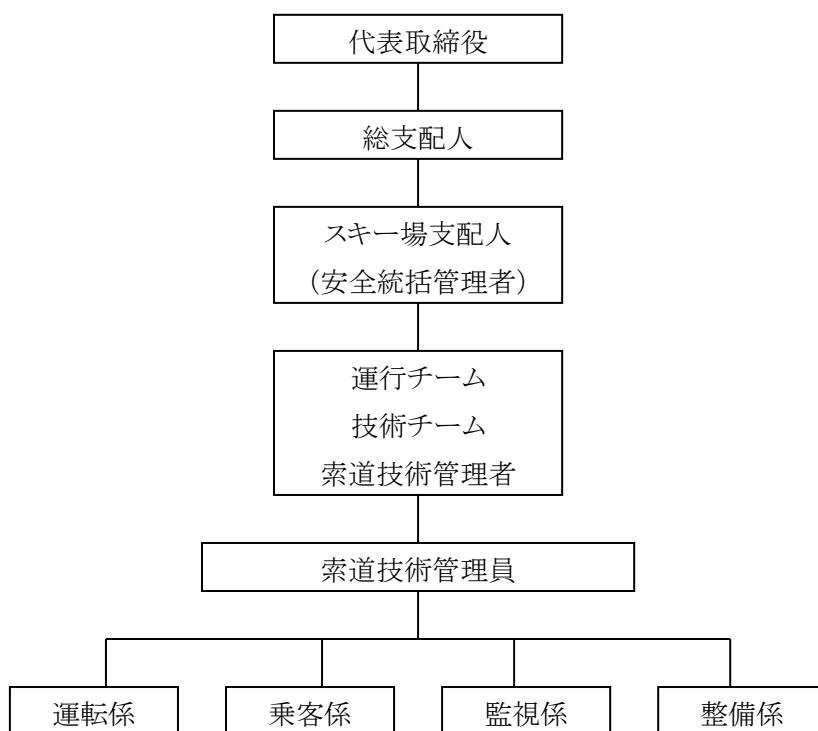 代表取締役
総支配人
スキー場支配人
（安全統括管理者）
運行チーム
技術チーム
索道技術管理者
索道技術管理員
運転係
乗客係
監視係
整備係